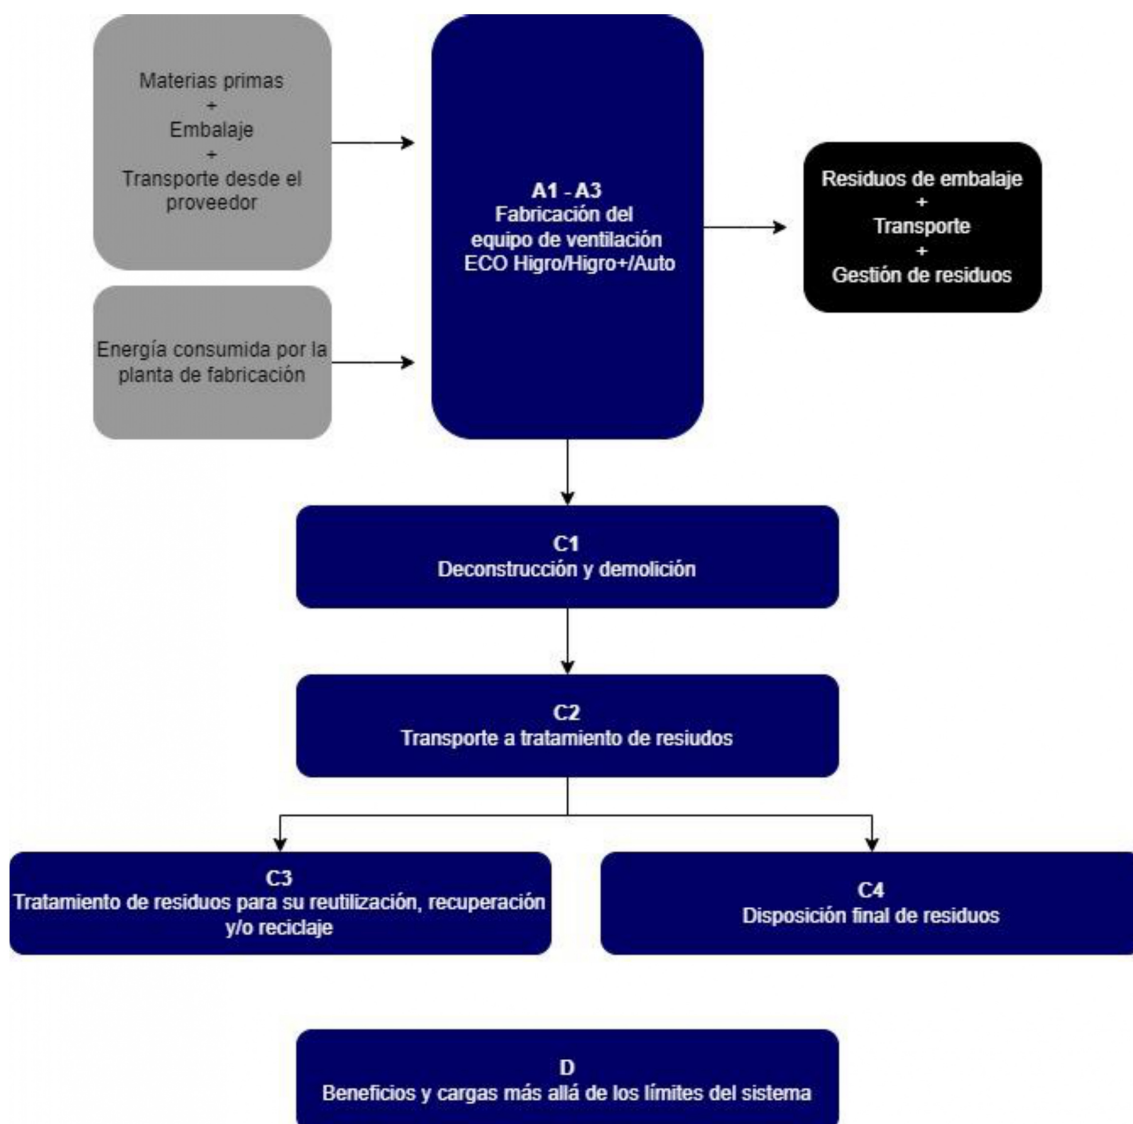 Materias primas
+
Embalaje
+
Transporte desde el
proveedor
Energía consumida por la
planta de fabricación
A1 - A3
Fabricación del
equipo de ventilación
ECO Higro/Higro+/Auto
Residuos de embalaje
+
Transporte
+
Gestión de residuos
C1
Deconstrucción y demolición
C2
Transporte a tratamiento de resiudos
C3
Tratamiento de residuos para su reutilización, recuperación
y/o reciclaje
C4
Disposición final de residuos
D
Beneficios y cargas más allá de los límites del sistema